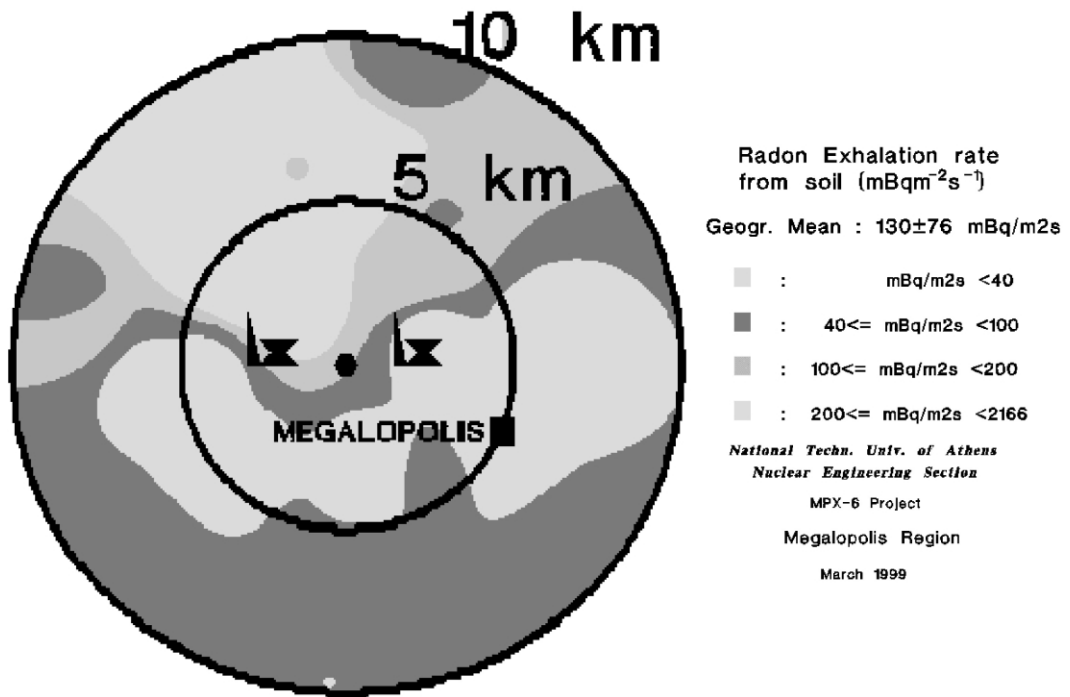 10 km
5 km
MEGALOPOLIS
Radon Exhalation rate
from soil (mBqm⁻²s⁻¹)
Geogr. Mean : 130±76 mBq/m2s
: mBq/m2s <40
: 40<= mBq/m2s <100
: 100<= mBq/m2s <200
: 200<= mBq/m2s <2166
National Techn. Univ. of Athens
Nuclear Engineering Section
MPX-6 Project
Megalopolis Region
March 1999